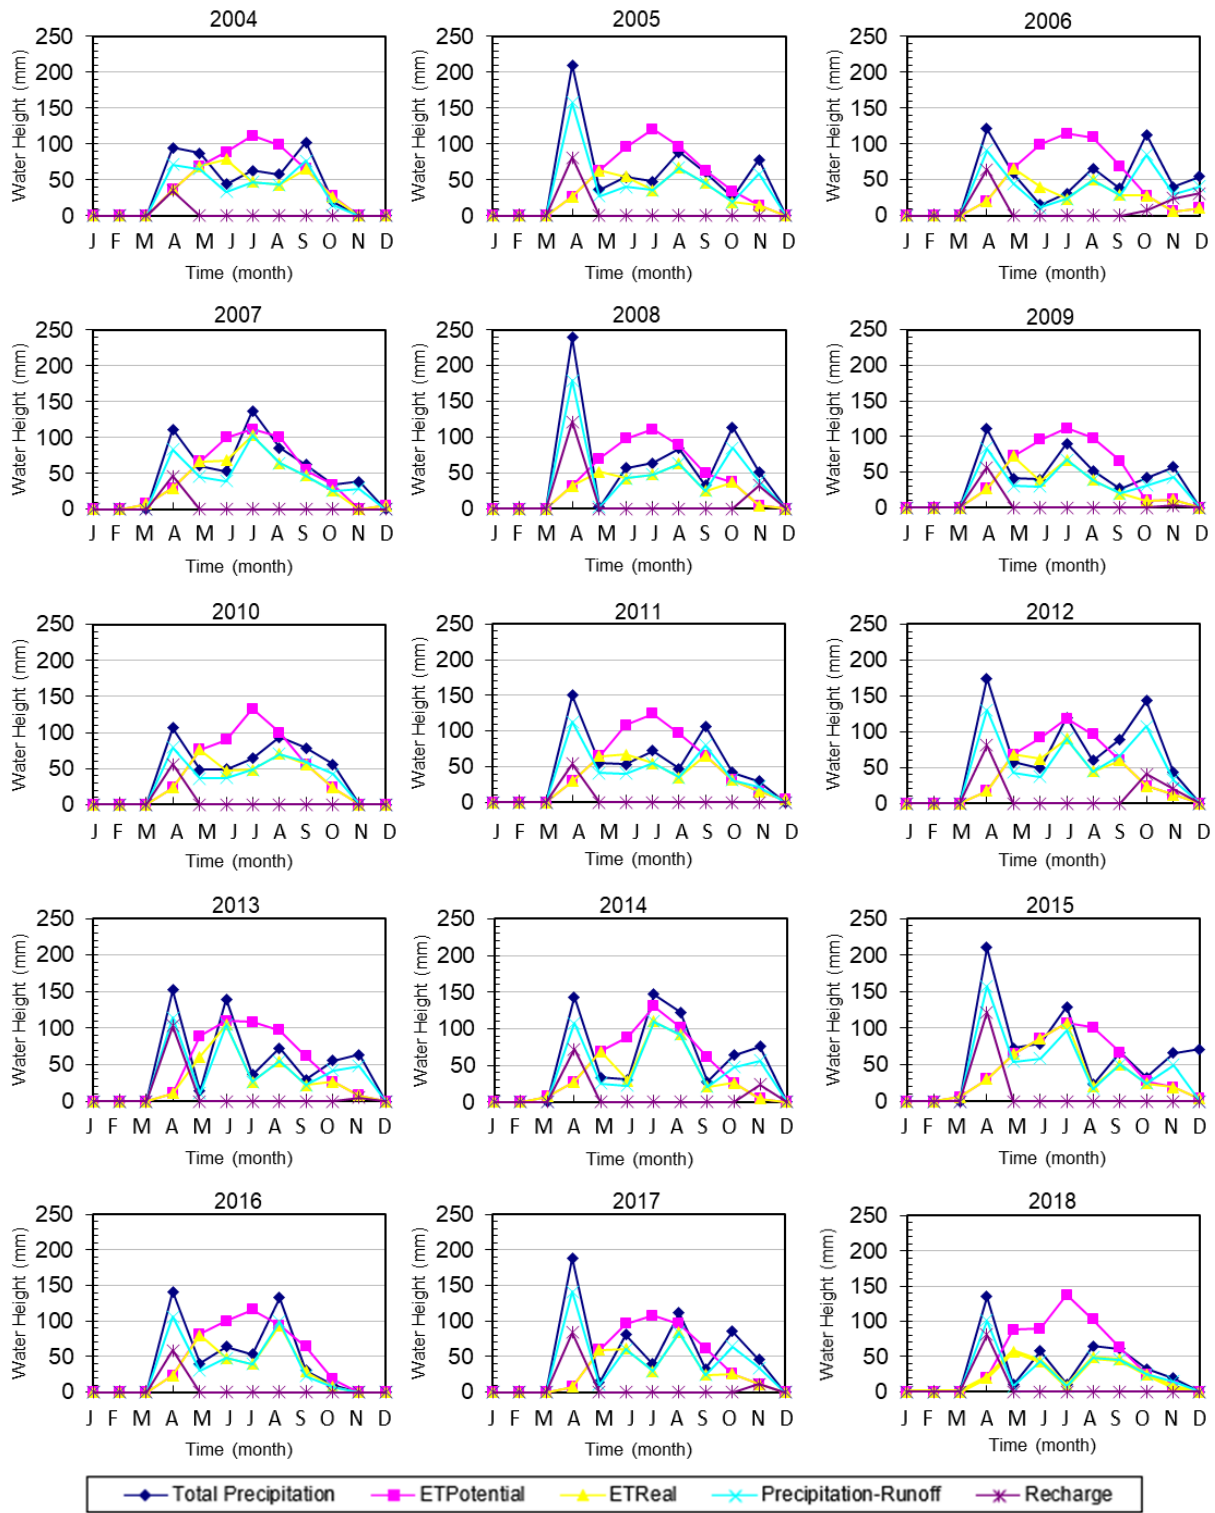 2004 2005 2006
Water Height (mm) Water Height (mm) Water Height (mm)
250 250 250
200 200 200
150 150 150
100 100 100
50 50 50
0 0 0
J F M A M J J A S O N D J F M A M J J A S O N D J F M A M J J A S O N D
Time (month) Time (month) Time (month)
2007 2008 2009
Water Height (mm) Water Height (mm) Water Height (mm)
250 250 250
200 200 200
150 150 150
100 100 100
50 50 50
0 0 0
J F M A M J J A S O N D J F M A M J J A S O N D J F M A M J J A S O N D
Time (month) Time (month) Time (month)
2010 2011 2012
Water Height (mm) Water Height (mm) Water Height (mm)
250 250 250
200 200 200
150 150 150
100 100 100
50 50 50
0 0 0
J F M A M J J A S O N D J F M A M J J A S O N D J F M A M J J A S O N D
Time (month) Time (month) Time (month)
2013 2014 2015
Water Height (mm) Water Height (mm) Water Height (mm)
250 250 250
200 200 200
150 150 150
100 100 100
50 50 50
0 0 0
J F M A M J J A S O N D J F M A M J J A S O N D J F M A M J J A S O N D
Time (month) Time (month) Time (month)
2016 2017 2018
Water Height (mm) Water Height (mm) Water Height (mm)
250 250 250
200 200 200
150 150 150
100 100 100
50 50 50
0 0 0
J F M A M J J A S O N D J F M A M J J A S O N D J F M A M J J A S O N D
Time (month) Time (month) Time (month)
Total Precipitation ETPotential ETReal Precipitation-Runoff Recharge